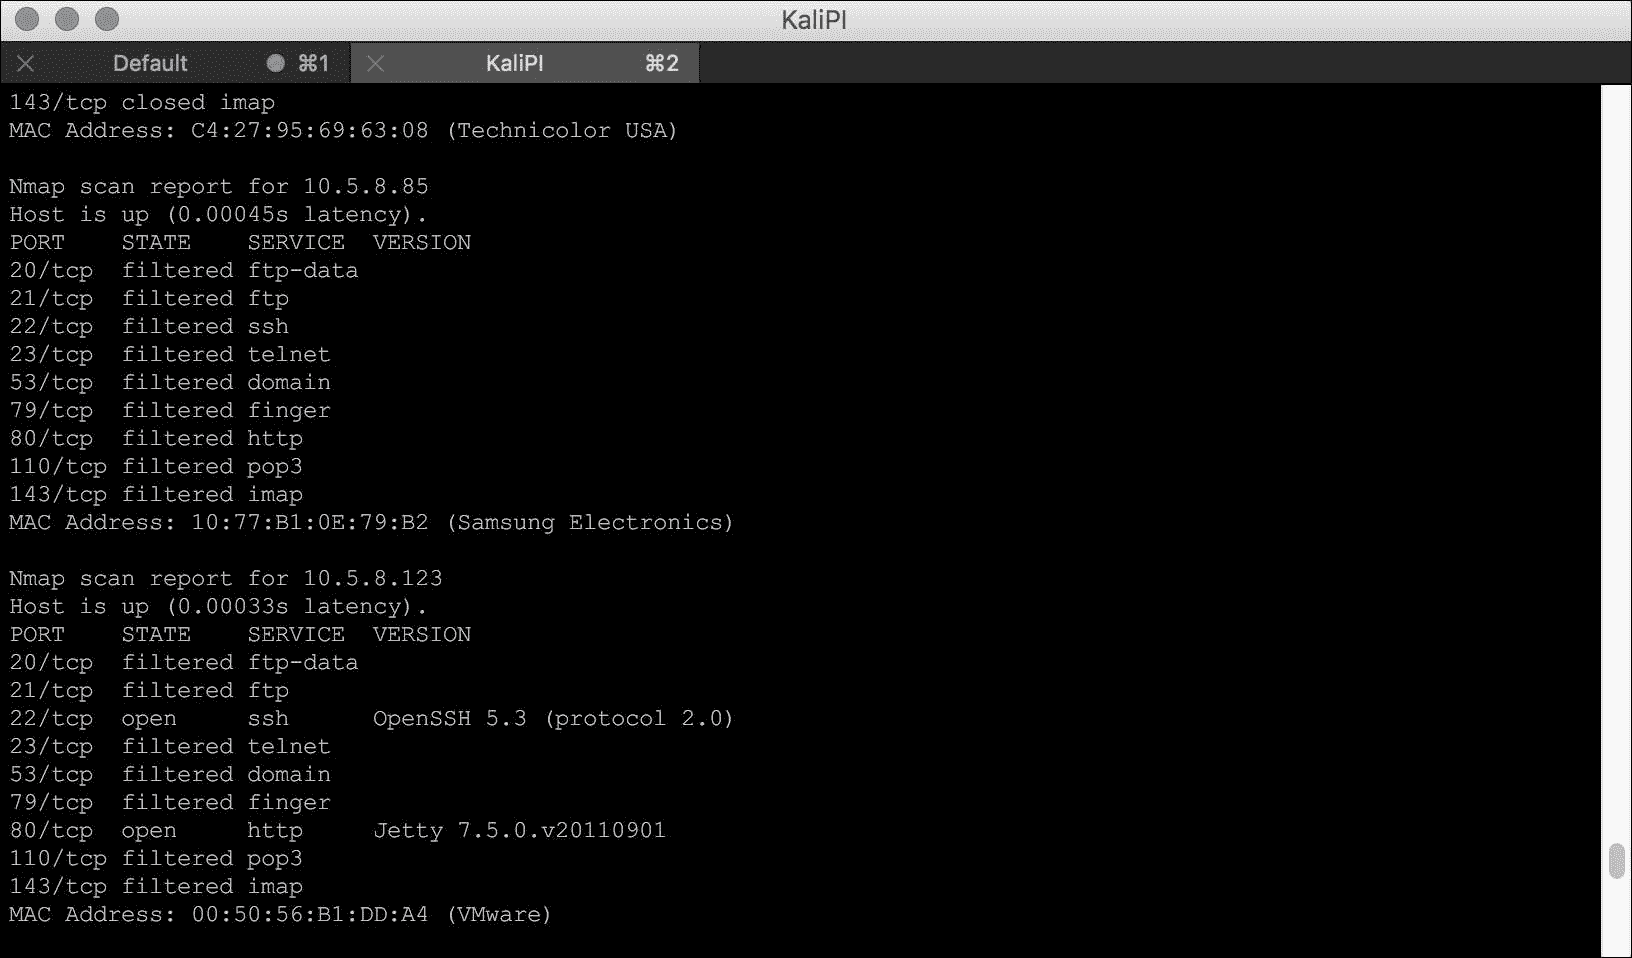 KaliPI
Default ⌘1 KaliPI ⌘2
143/tcp closed imap
MAC Address: C4:27:95:69:63:08 (Technicolor USA)
Nmap scan report for 10.5.8.85
Host is up (0.00045s latency).
PORT    STATE    SERVICE  VERSION
20/tcp  filtered ftp-data
21/tcp  filtered ftp
22/tcp  filtered ssh
23/tcp  filtered telnet
53/tcp  filtered domain
79/tcp  filtered finger
80/tcp  filtered http
110/tcp filtered pop3
143/tcp filtered imap
MAC Address: 10:77:B1:0E:79:B2 (Samsung Electronics)
Nmap scan report for 10.5.8.123
Host is up (0.00033s latency).
PORT    STATE    SERVICE  VERSION
20/tcp  filtered ftp-data
21/tcp  filtered ftp
22/tcp  open     ssh      OpenSSH 5.3 (protocol 2.0)
23/tcp  filtered telnet
53/tcp  filtered domain
79/tcp  filtered finger
80/tcp  open     http     Jetty 7.5.0.v20110901
110/tcp filtered pop3
143/tcp filtered imap
MAC Address: 00:50:56:B1:DD:A4 (VMware)